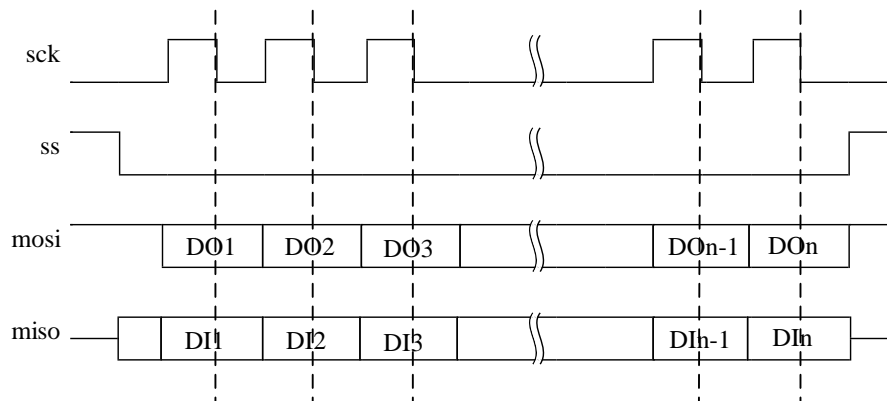 sck
ss
mosi DO1 DO2 DO3 DOn-1 DOn
miso DI1 DI2 DI3 DIn-1 DIn